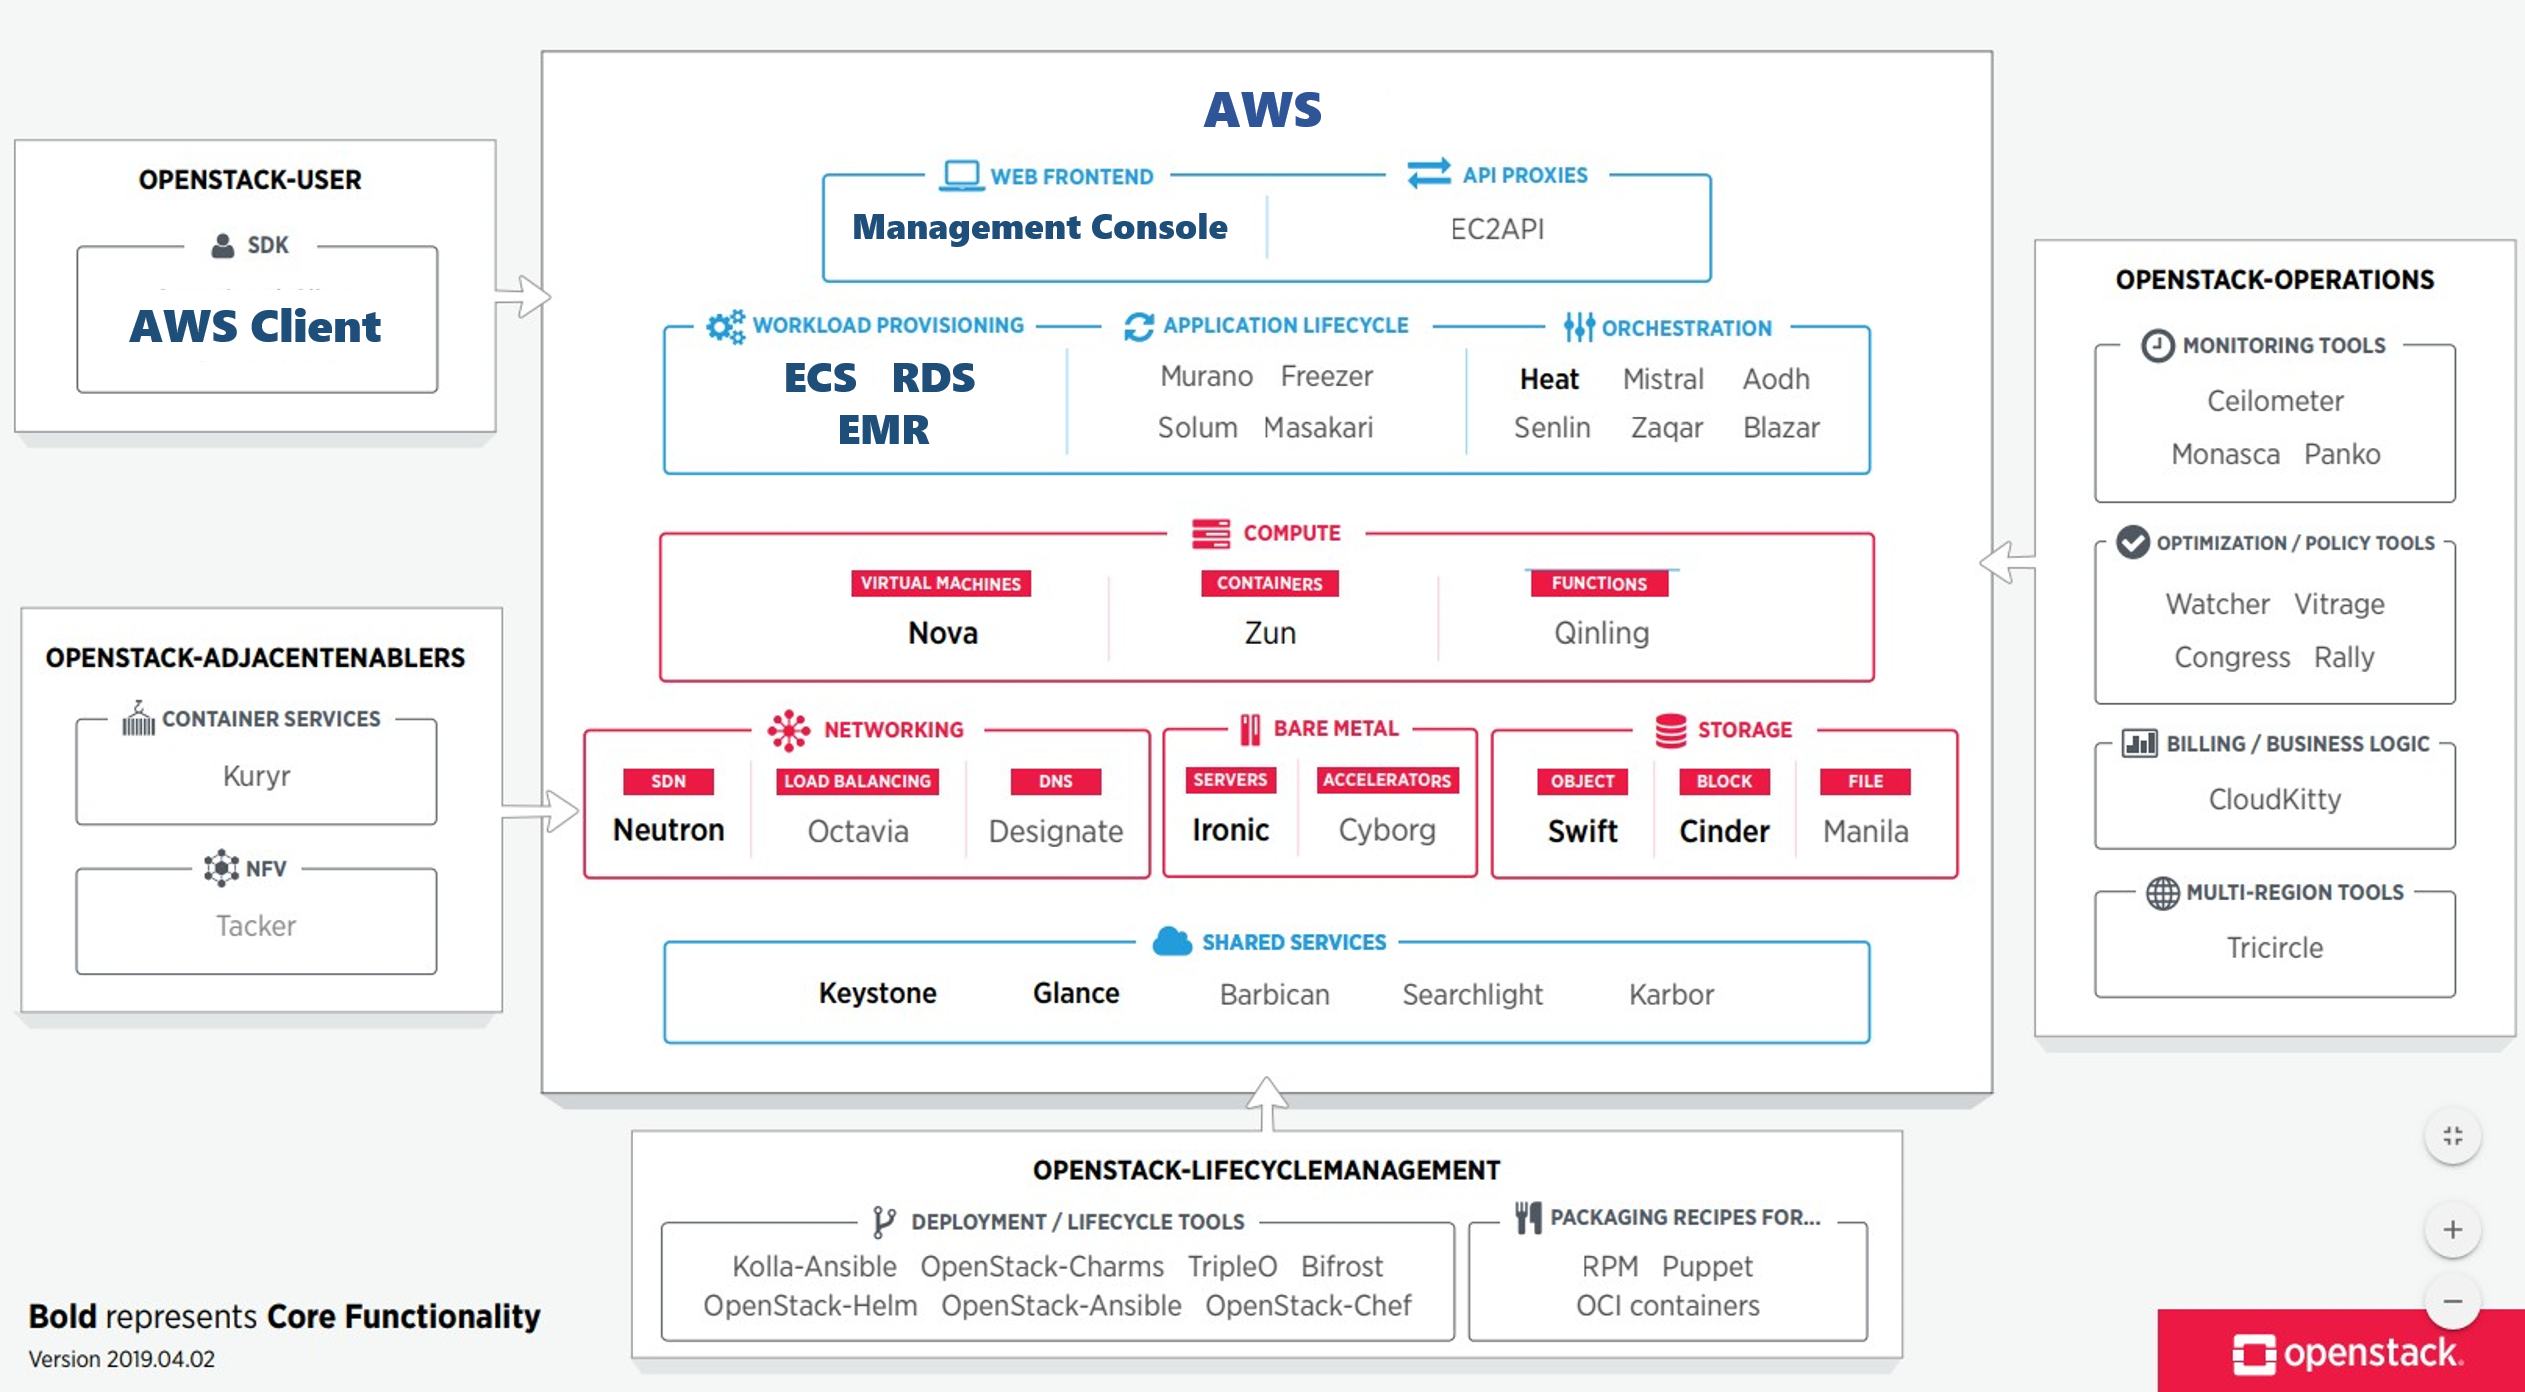 AWS
OPENSTACK-USER
SDK
AWS Client
WEB FRONTEND
Management Console
API PROXIES
EC2API
WORKLOAD PROVISIONING
ECS RDS
EMR
APPLICATION LIFECYCLE
Murano Freezer
Solum Masakari
ORCHESTRATION
Heat Mistral Aodh
Senlin Zaqar Blazar
COMPUTE
VIRTUAL MACHINES
Nova
CONTAINERS
Zun
FUNCTIONS
Qinling
OPENSTACK-ADJACENTENABLERS
CONTAINER SERVICES
Kuryr
NFV
Tacker
NETWORKING
SDN
Neutron
LOAD BALANCING
Octavia
DNS
Designate
BARE METAL
SERVERS
Ironic
ACCELERATORS
Cyborg
STORAGE
OBJECT
Swift
BLOCK
Cinder
FILE
Manila
SHARED SERVICES
Keystone Glance Barbican Searchlight Karbor
OPENSTACK-OPERATIONS
MONITORING TOOLS
Ceilometer
Monasca Panko
OPTIMIZATION / POLICY TOOLS
Watcher Vitrage
Congress Rally
BILLING / BUSINESS LOGIC
CloudKitty
MULTI-REGION TOOLS
Tricircle
OPENSTACK-LIFECYCLEMANAGEMENT
DEPLOYMENT / LIFECYCLE TOOLS
Kolla-Ansible OpenStack-Charms TripleO Bifrost
OpenStack-Helm OpenStack-Ansible OpenStack-Chef
PACKAGING RECIPES FOR...
RPM Puppet
OCI containers
Bold represents Core Functionality
Version 2019.04.02
openstack.